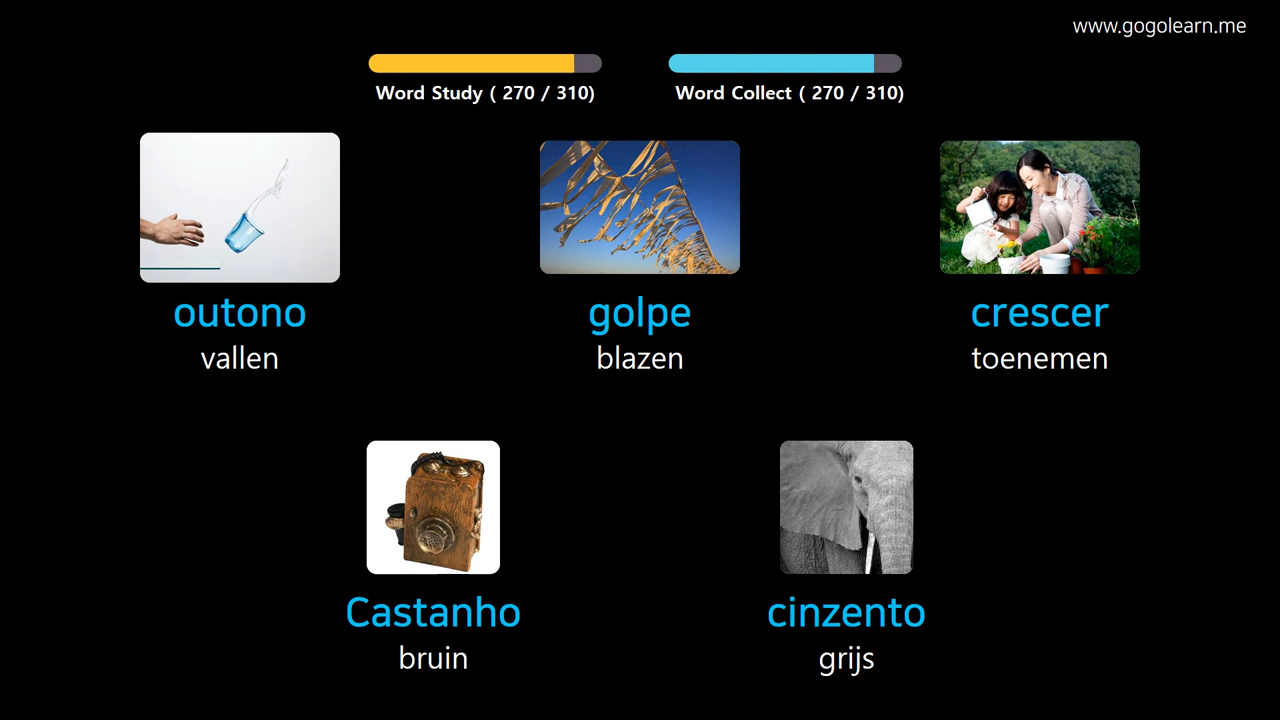 www.gogolearn.me
Word Study ( 270 / 310)
Word Collect ( 270 / 310)
outono
vallen
golpe
blazen
crescer
toenemen
Castanho
bruin
cinzento
grijs